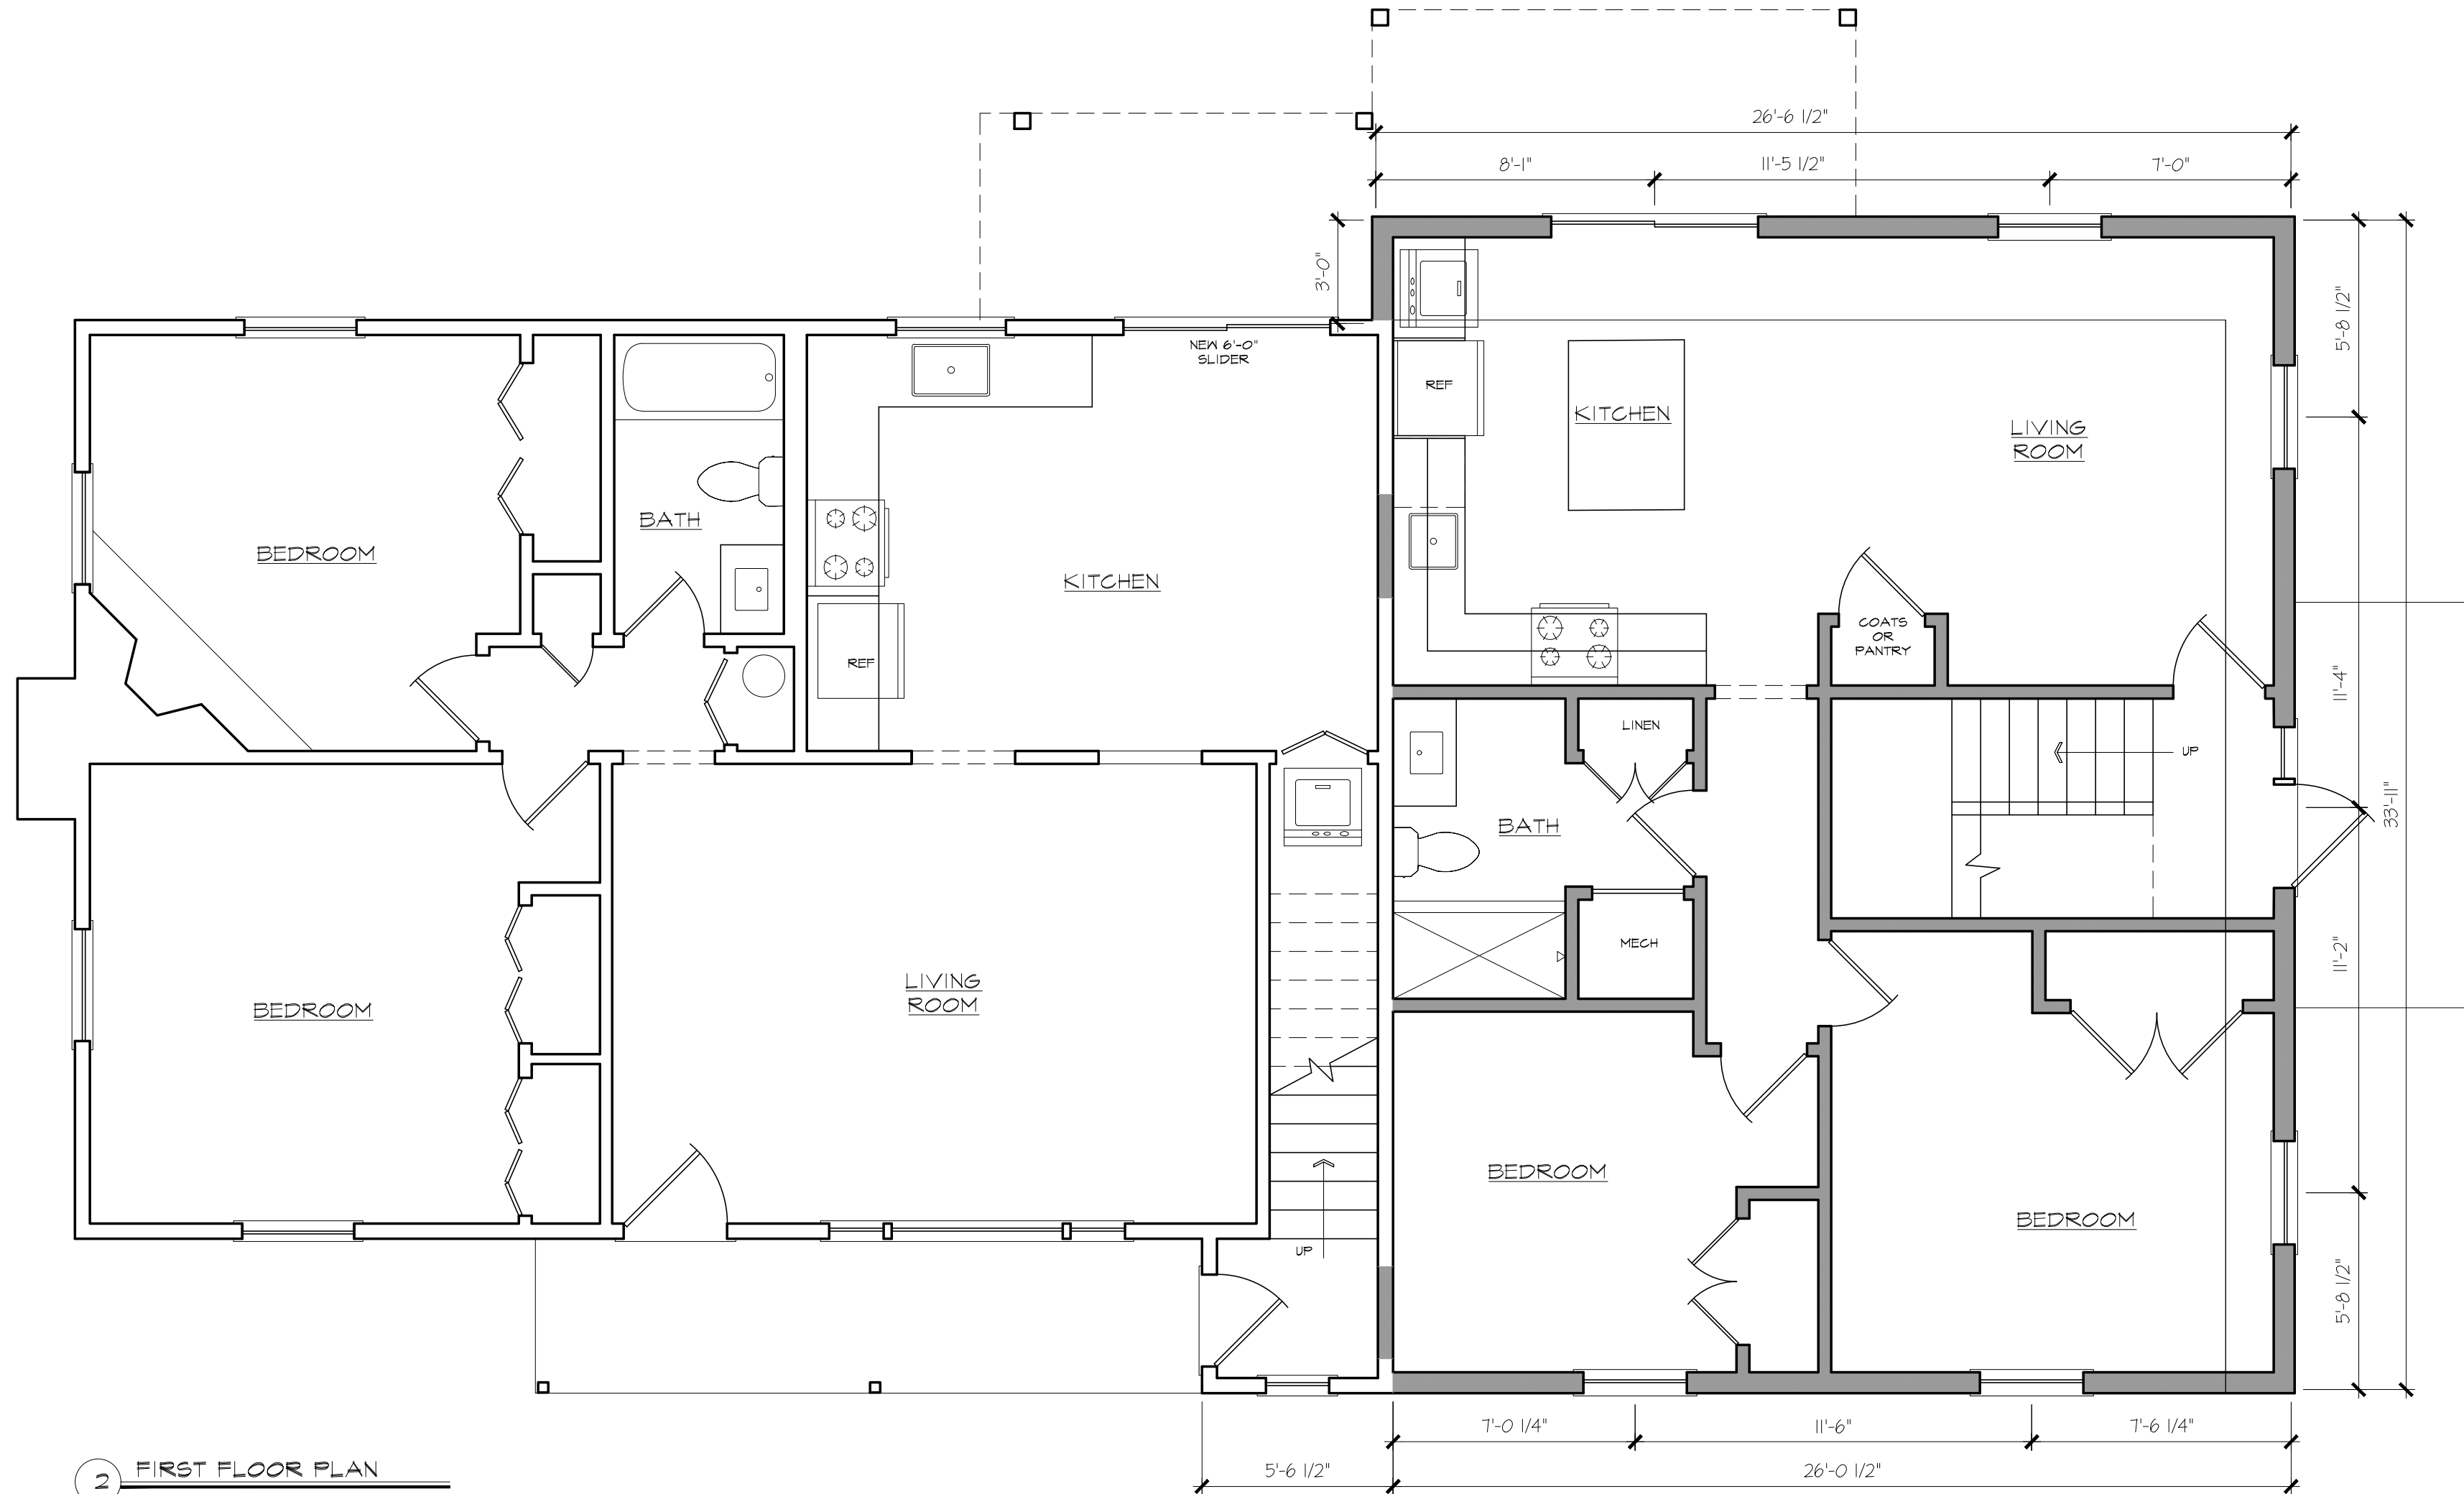 26'-6 1/2"
8'-1"
11'-5 1/2"
7'-0"
3'-0"
5'-8 1/2"
NEW 6'-0"
SLIDER
REF
KITCHEN
LIVING
ROOM
BATH
BEDROOM
KITCHEN
COATS
OR
PANTRY
REF
11'-4"
LINEN
UP
33'-11"
BATH
MECH
11'-2"
LIVING
ROOM
BEDROOM
BEDROOM
BEDROOM
UP
5'-8 1/2"
7'-0 1/4"
11'-6"
7'-6 1/4"
5'-6 1/2"
26'-0 1/2"
2 FIRST FLOOR PLAN